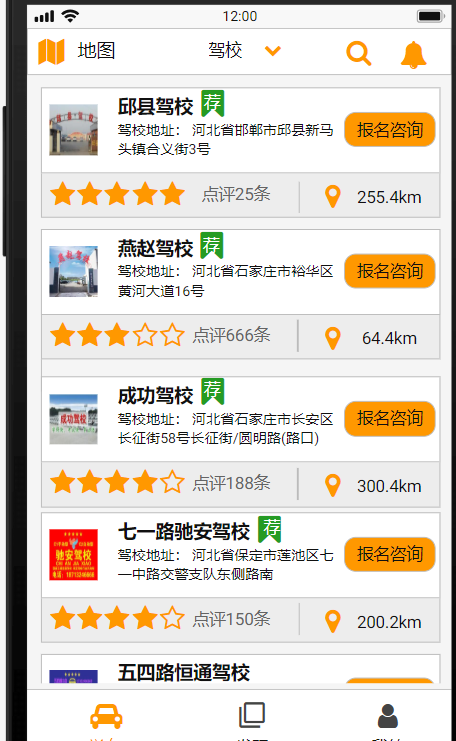 12:00
地图 驾校
邱县驾校 荐
驾校地址： 河北省邯郸市邱县新马
头镇合义街3号
报名咨询
点评25条 255.4km
燕赵驾校 荐
驾校地址： 河北省石家庄市裕华区
黄河大道16号
报名咨询
点评666条 64.4km
成功驾校 荐
驾校地址： 河北省石家庄市长安区
长征街58号长征街/圆明路(路口)
报名咨询
点评188条 300.4km
七一路驰安驾校 荐
驰安驾校
驾校地址： 河北省保定市莲池区七
一中路交警支队东侧路南
报名咨询
点评150条 200.2km
五四路恒通驾校